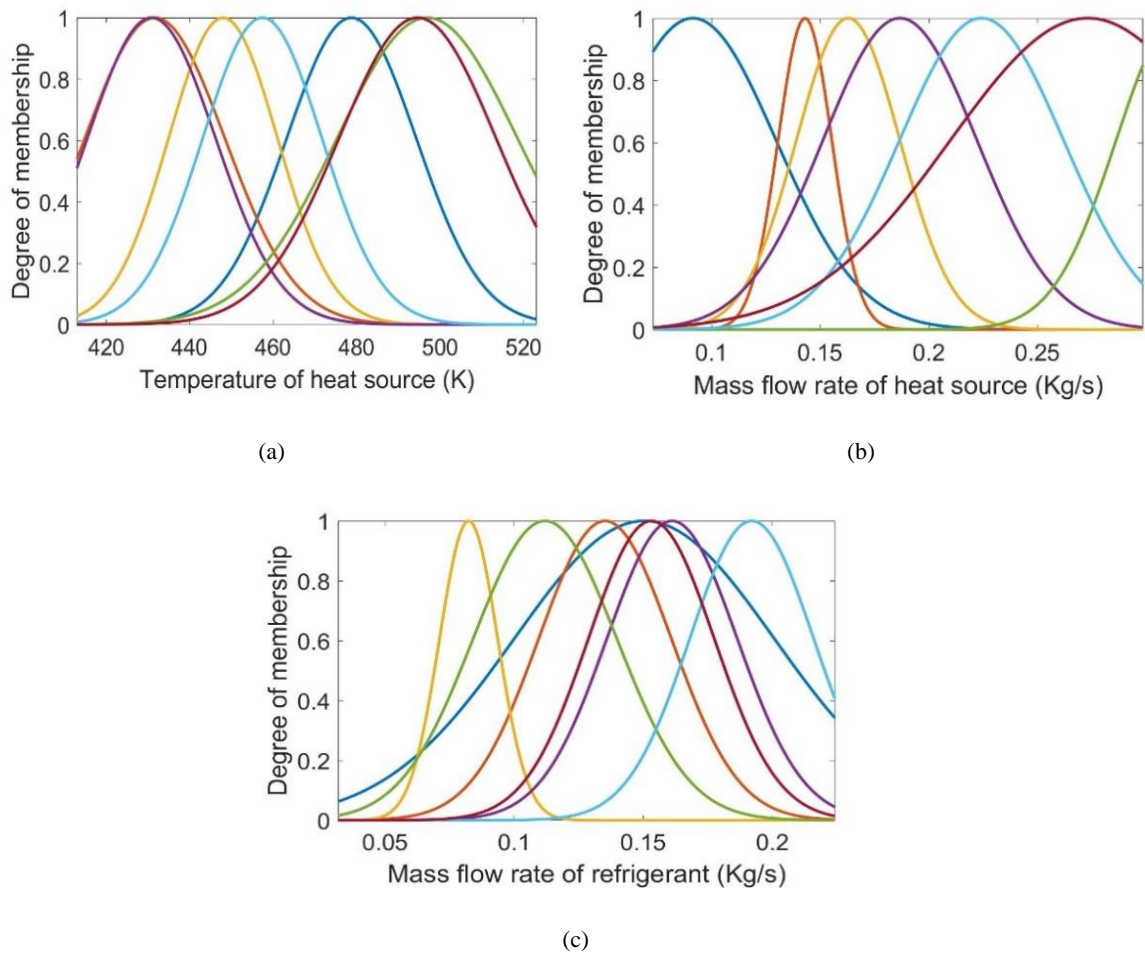 1
0.8
0.6
0.4
0.2
0
Degree of membership
420 440 460 480 500 520
Temperature of heat source (K)
(a)
1
0.8
0.6
0.4
0.2
0
Degree of membership
0.1 0.15 0.2 0.25
Mass flow rate of heat source (Kg/s)
(b)
1
0.8
0.6
0.4
0.2
0
Degree of membership
0.05 0.1 0.15 0.2
Mass flow rate of refrigerant (Kg/s)
(c)